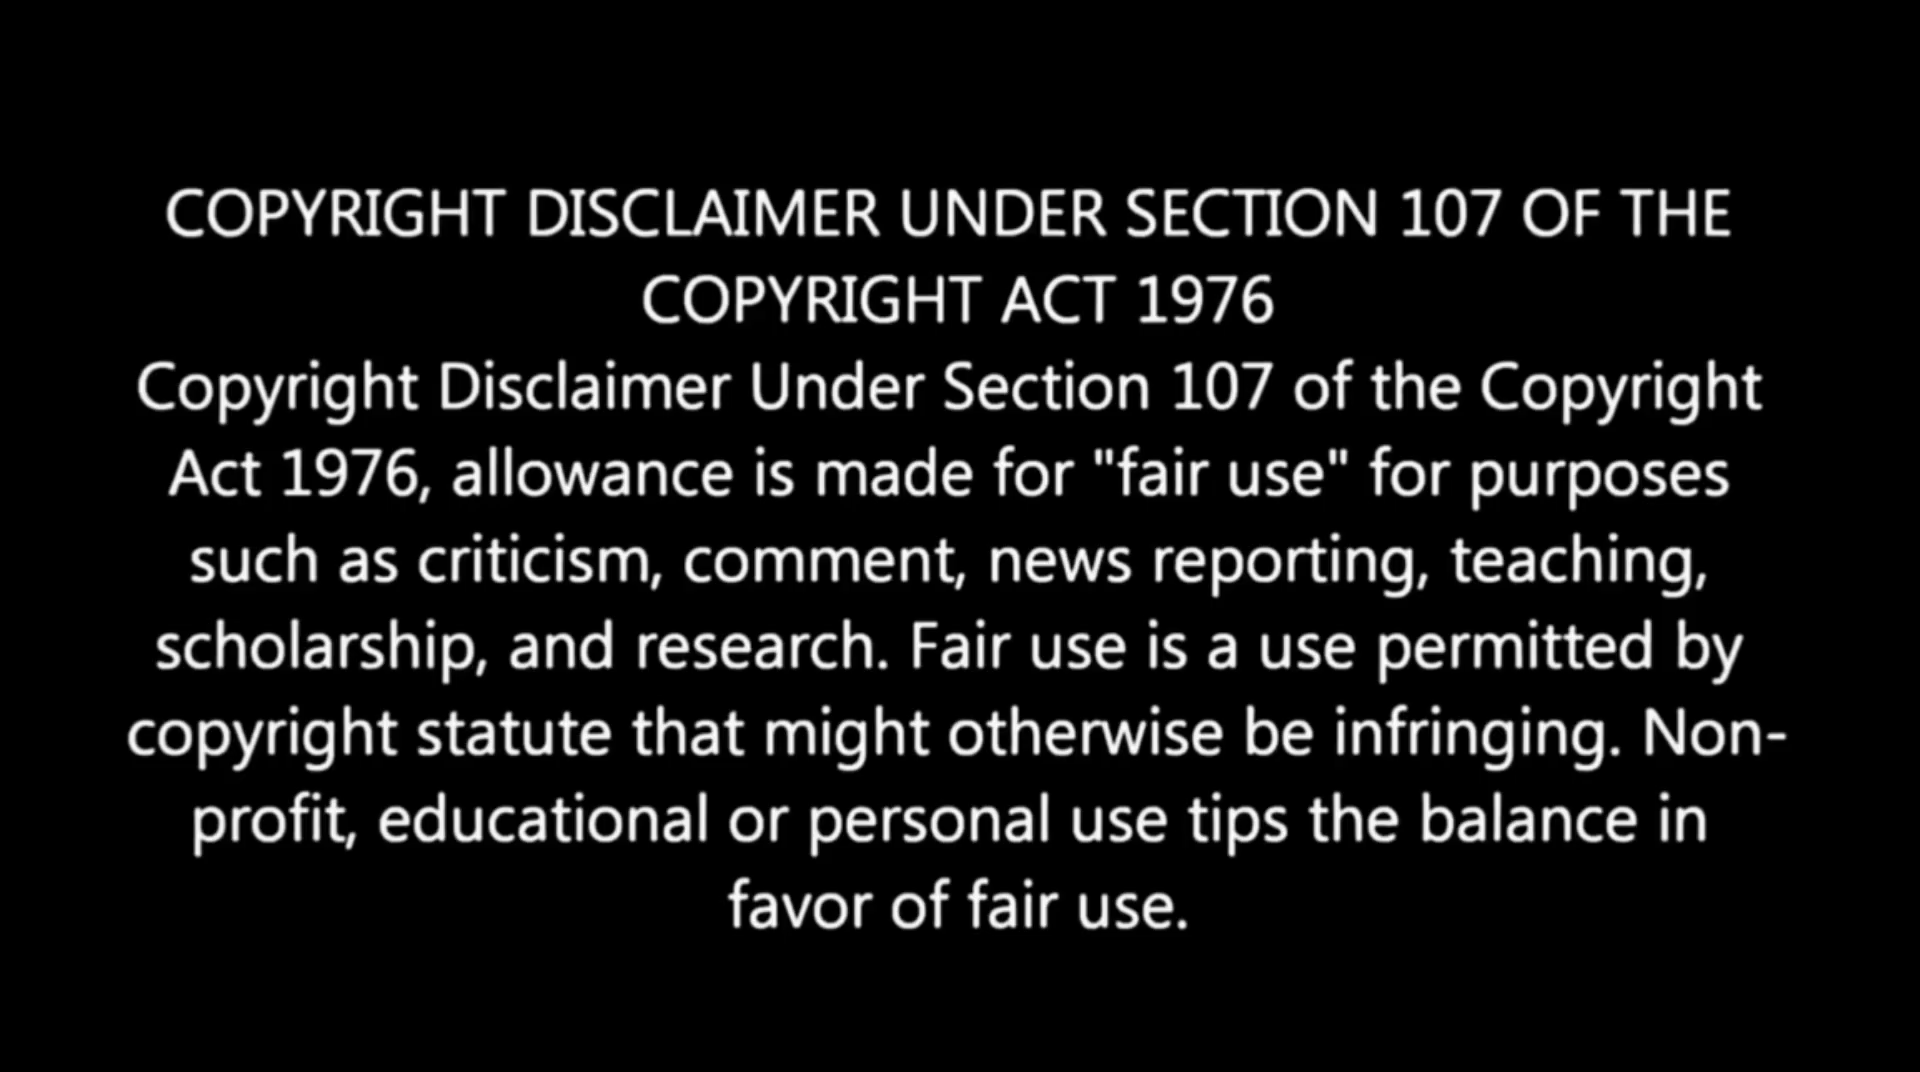 COPYRIGHT DISCLAIMER UNDER SECTION 107 OF THE
COPYRIGHT ACT 1976
Copyright Disclaimer Under Section 107 of the Copyright
Act 1976, allowance is made for "fair use" for purposes
such as criticism, comment, news reporting, teaching,
scholarship, and research. Fair use is a use permitted by
copyright statute that might otherwise be infringing. Non-
profit, educational or personal use tips the balance in
favor of fair use.